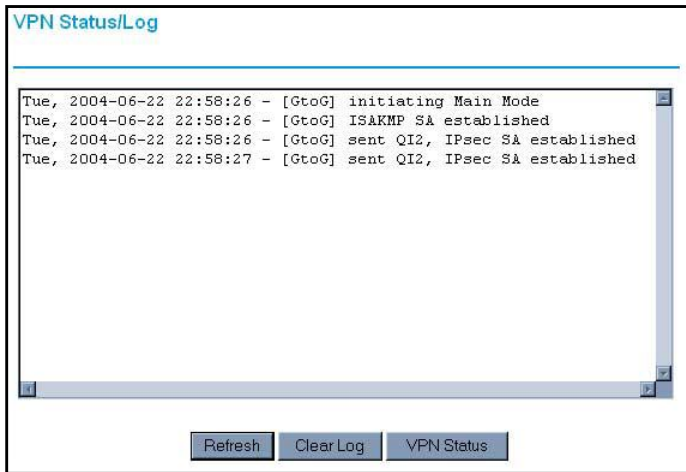 VPN Status/Log
Tue, 2004-06-22 22:58:26 - [GtoG] initiating Main Mode
Tue, 2004-06-22 22:58:26 - [GtoG] ISAKMP SA established
Tue, 2004-06-22 22:58:26 - [GtoG] sent QI2, IPsec SA established
Tue, 2004-06-22 22:58:27 - [GtoG] sent QI2, IPsec SA established
Refresh Clear Log VPN Status